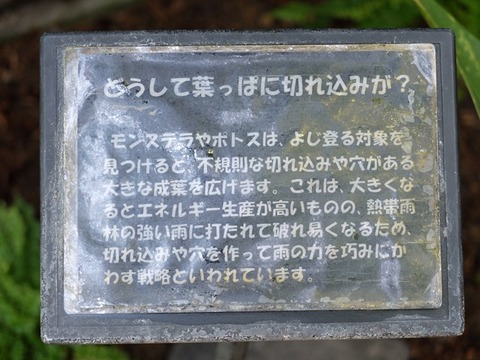 どうして葉っぱに切れ込みが？
モンステラやポトスは、よじ登る対象を
見つけると、不規則な切れ込みや穴がある
大きな成葉を広げます。これは、大きくな
るとエネルギー生産が高いものの、熱帯雨
林の強い雨に打たれて破れ易くなるため、
切れ込みや穴を作って雨の力を巧みにか
わす戦略といわれています。